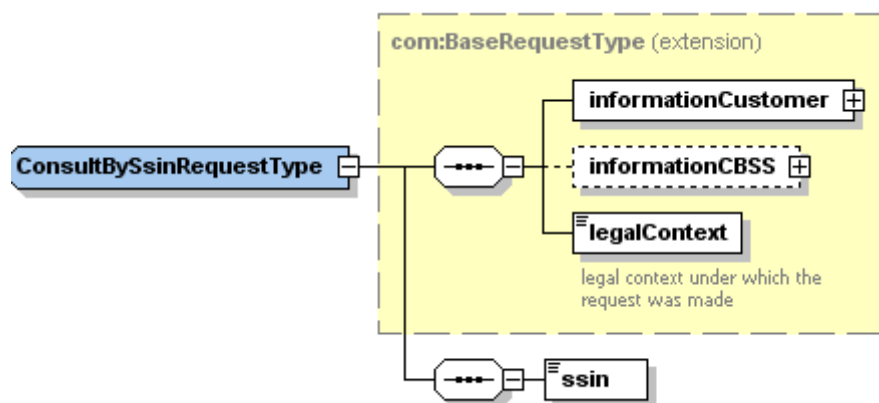 com:BaseRequestType (extension)
informationCustomer
ConsultBySsinRequestType
informationCBSS
legalContext
legal context under which the
request was made
ssin